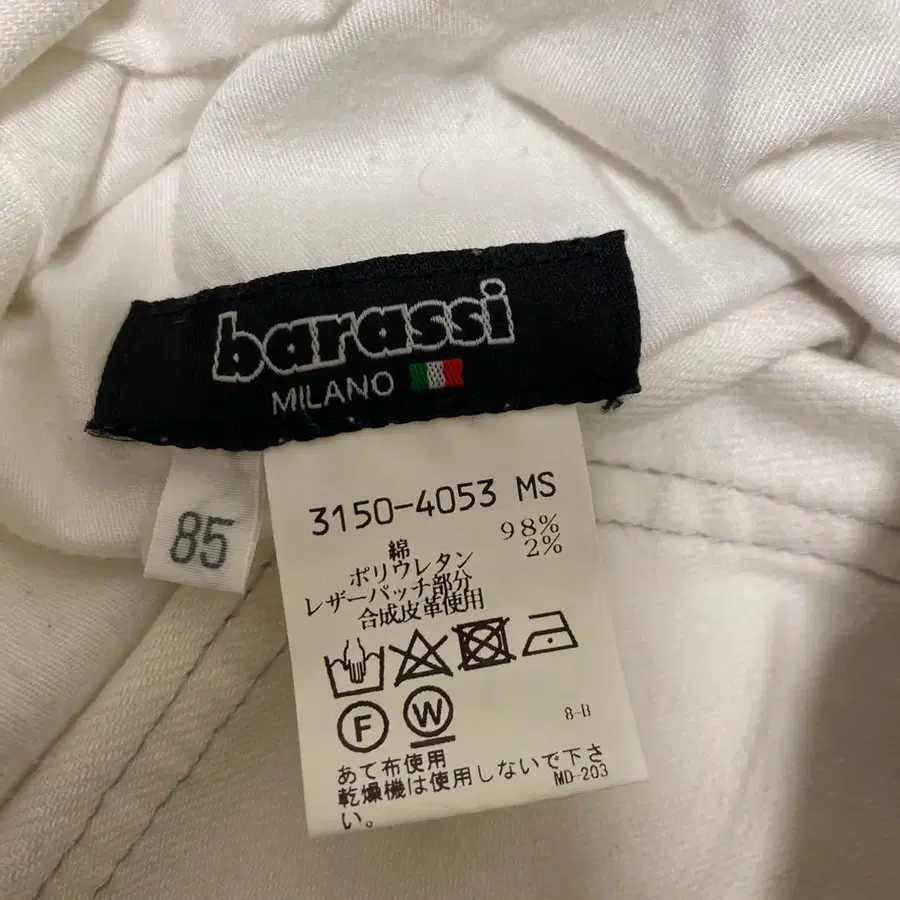 barassi
MILANO
85
3150-4053 MS
綿 98%
ポリウレタン 2%
レザーパッチ部分
合成皮革使用
F W
8-B
あて布使用
乾燥機は使用しないで下さ
い。
MD-203